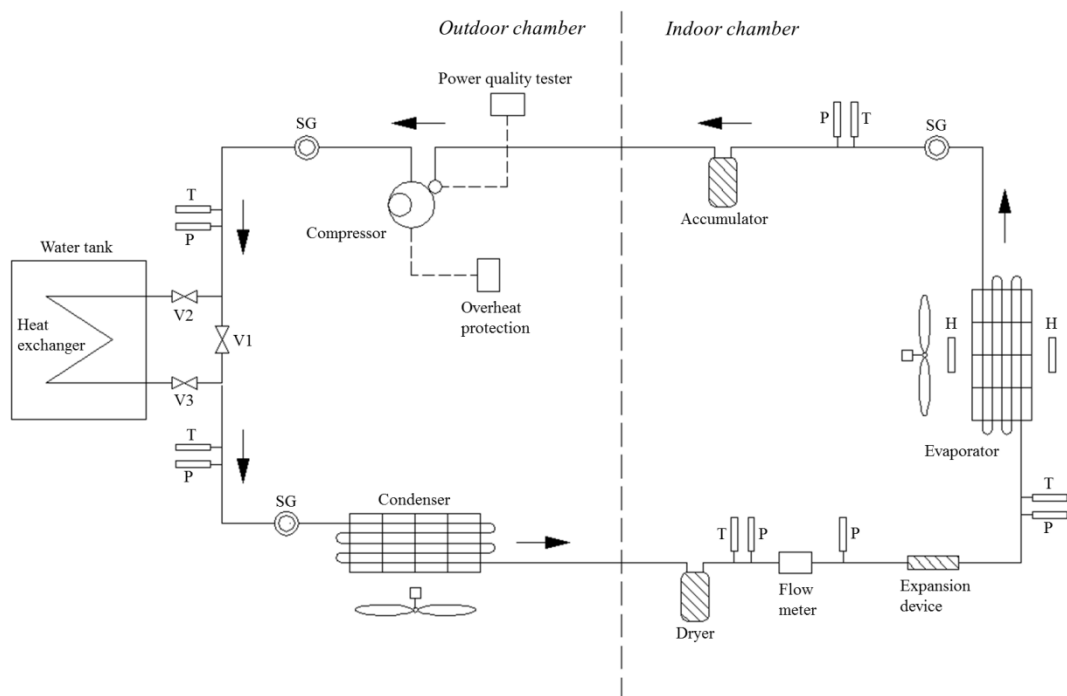 Outdoor chamber
Indoor chamber
Power quality tester
SG
P
T
SG
T
P
Compressor
Accumulator
Water tank
Overheat
protection
V2
Heat
exchanger
V1
H
H
V3
T
P
Evaporator
SG
Condenser
T
P
T
P
P
Flow
meter
Expansion
device
Dryer